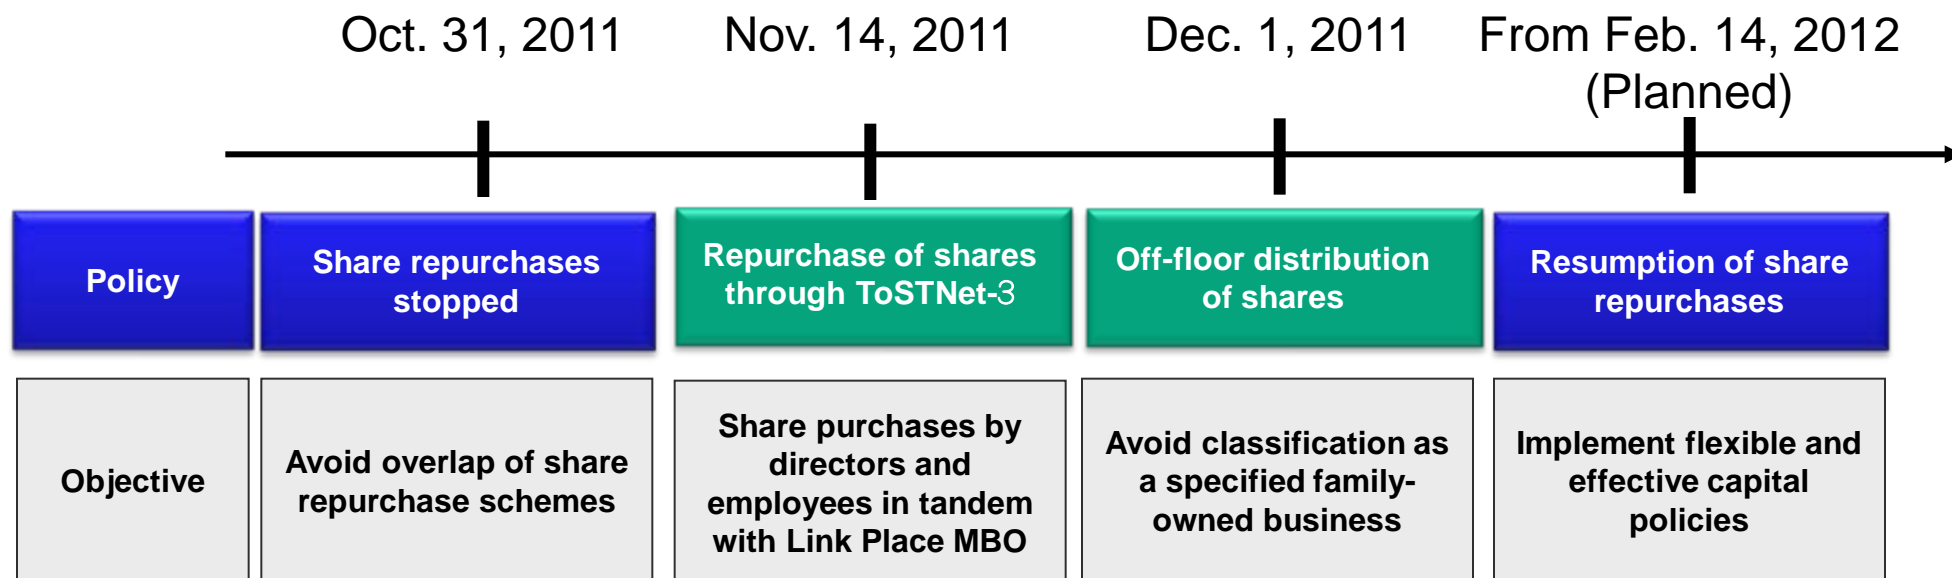 Oct. 31, 2011
Nov. 14, 2011
Dec. 1, 2011
From Feb. 14, 2012
(Planned)
Policy
Share repurchases
stopped
Repurchase of shares
through ToSTNet-3
Off-floor distribution
of shares
Resumption of share
repurchases
Objective
Avoid overlap of share
repurchase schemes
Share purchases by
directors and
employees in tandem
with Link Place MBO
Avoid classification as
a specified family-
owned business
Implement flexible and
effective capital
policies